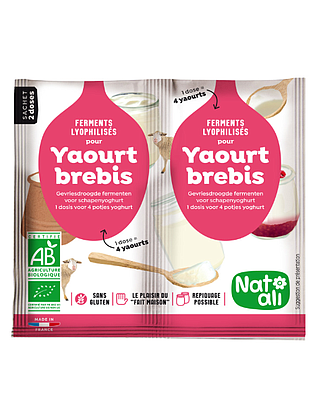 SACHET
2 doses
FERMENTS
LYOPHILISÉS
pour
Yaourt
brebis
Gevriesdroogde fermenten
voor schapenyoghurt
1 dosis voor 4 potjes yoghurt
1 dose =
4 yaourts
1 dose =
4 yaourts
FERMENTS
LYOPHILISÉS
pour
Yaourt
brebis
Gevriesdroogde fermenten
voor schapenyoghurt
1 dosis voor 4 potjes yoghurt
CERTIFIÉ
AB
AGRICULTURE
BIOLOGIQUE
MADE IN
FRANCE
SANS
GLUTEN
LE PLAISIR DU
"FAIT MAISON"
REPIQUAGE
POSSIBLE
Nat
ali
Suggestion de présentation